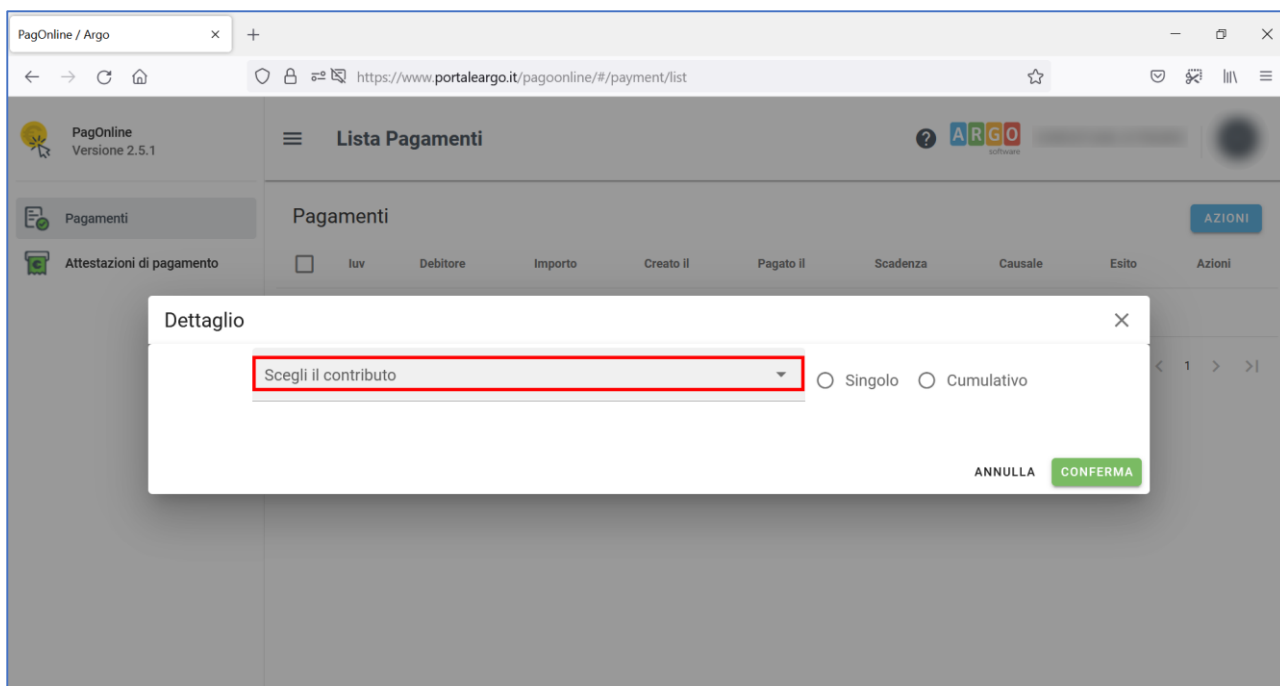 PagOnline / Argo
https://www.portaleargo.it/pagoonline/#/payment/list
PagOnline
Versione 2.5.1
Lista Pagamenti
ARGO
software
Pagamenti
Attestazioni di pagamento
Pagamenti
AZIONI
Iuv Debitore Importo Creato il Pagato il Scadenza Causale Esito Azioni
Dettaglio
Scegli il contributo
Singolo Cumulativo
1
ANNULLA CONFERMA